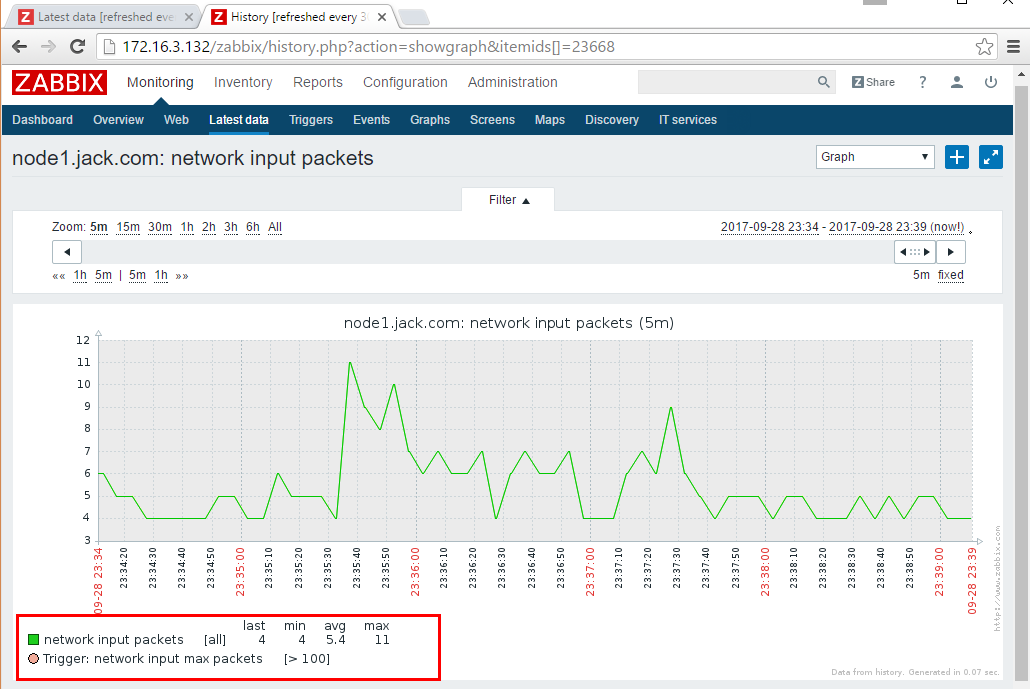 Latest data [refreshed eve
History [refreshed every 3
172.16.3.132/zabbix/history.php?action=showgraph&itemids[]=23668
ZABBIX Monitoring Inventory Reports Configuration Administration Z Share ?
Dashboard Overview Web Latest data Triggers Events Graphs Screens Maps Discovery IT services
node1.jack.com: network input packets
Graph
Filter
Zoom: 5m 15m 30m 1h 2h 3h 6h All
2017-09-28 23:34 - 2017-09-28 23:39 (now!)
«« 1h 5m | 5m 1h »»
5m fixed
node1.jack.com: network input packets (5m)
12
11
10
9
8
7
6
5
4
3
09-28 23:34
23:34:20
23:34:30
23:34:40
23:34:50
23:35:00
23:35:10
23:35:20
23:35:30
23:35:40
23:35:50
23:36:00
23:36:10
23:36:20
23:36:30
23:36:40
23:36:50
23:37:00
23:37:10
23:37:20
23:37:30
23:37:40
23:37:50
23:38:00
23:38:10
23:38:20
23:38:30
23:38:40
23:38:50
23:39:00
09-28 23:39
http://www.zabbix.com
last min avg max
network input packets [all] 4 4 5.4 11
Trigger: network input max packets [> 100]
Data from history. Generated in 0.07 sec.